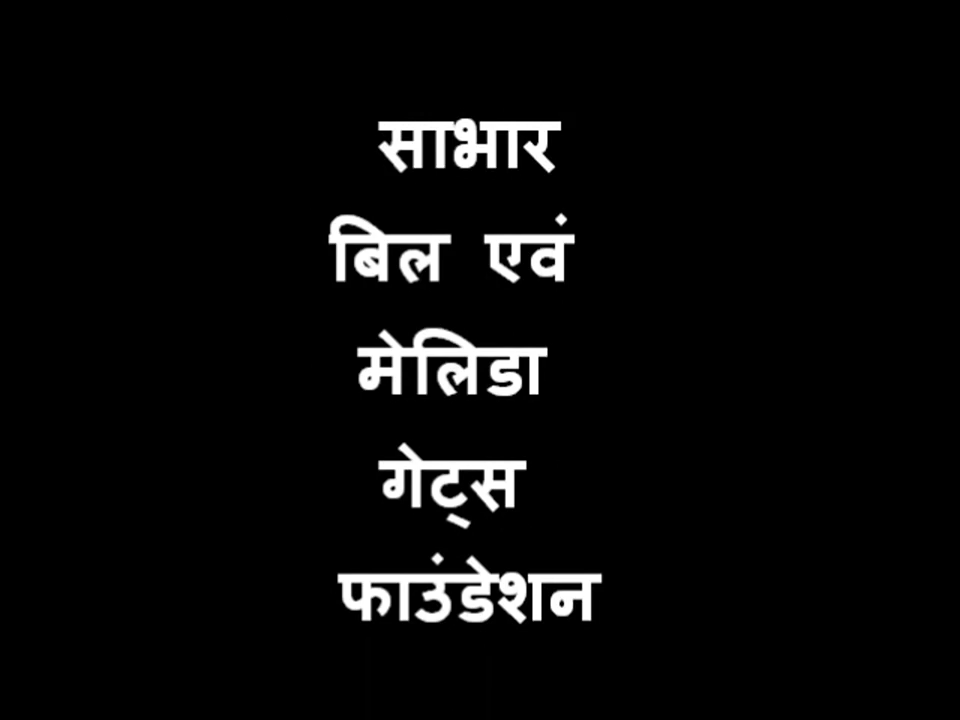 साभार
बिल एवं
मेलिडा
गेट्स
फाउंडेशन